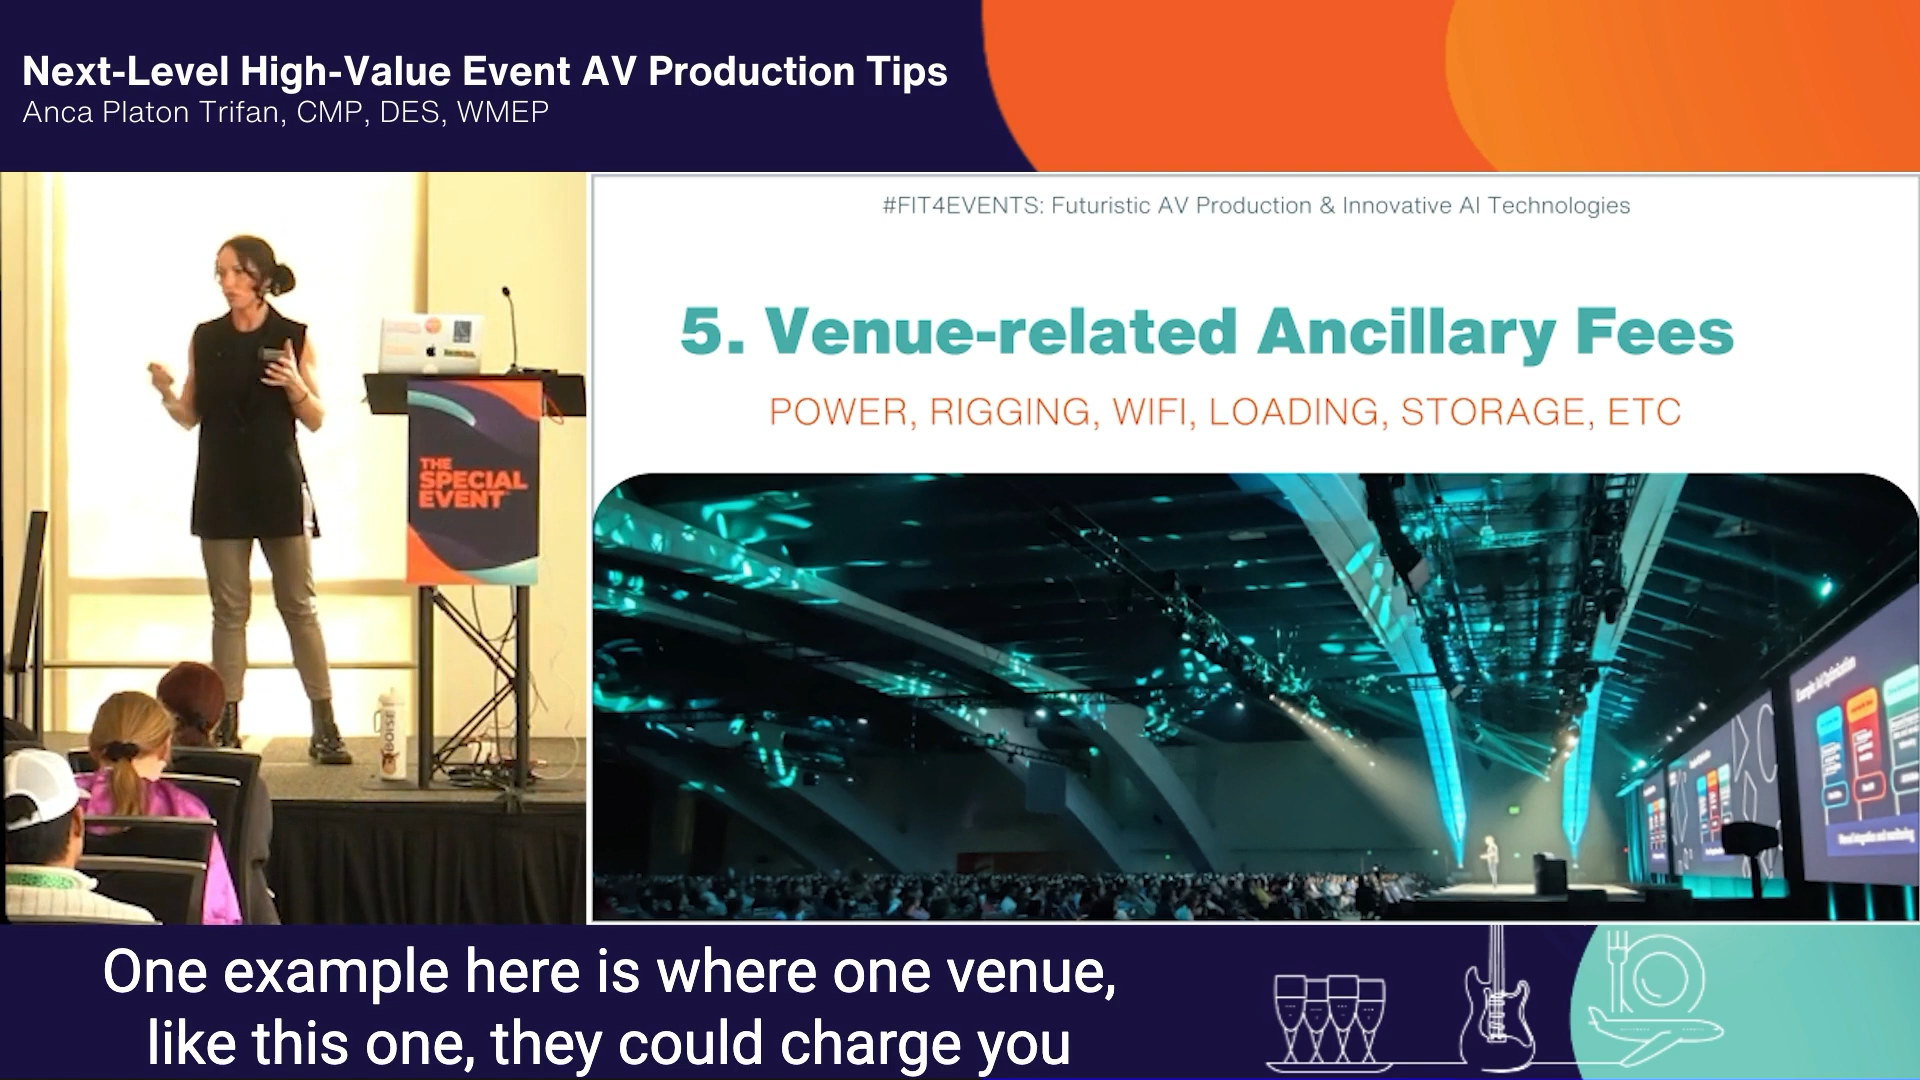 Next-Level High-Value Event AV Production Tips
Anca Platon Trifan, CMP, DES, WMEP
#FIT4EVENTS: Futuristic AV Production & Innovative AI Technologies
5. Venue-related Ancillary Fees
POWER, RIGGING, WIFI, LOADING, STORAGE, ETC
THE
SPECIAL
EVENT
BOISE
One example here is where one venue,
like this one, they could charge you